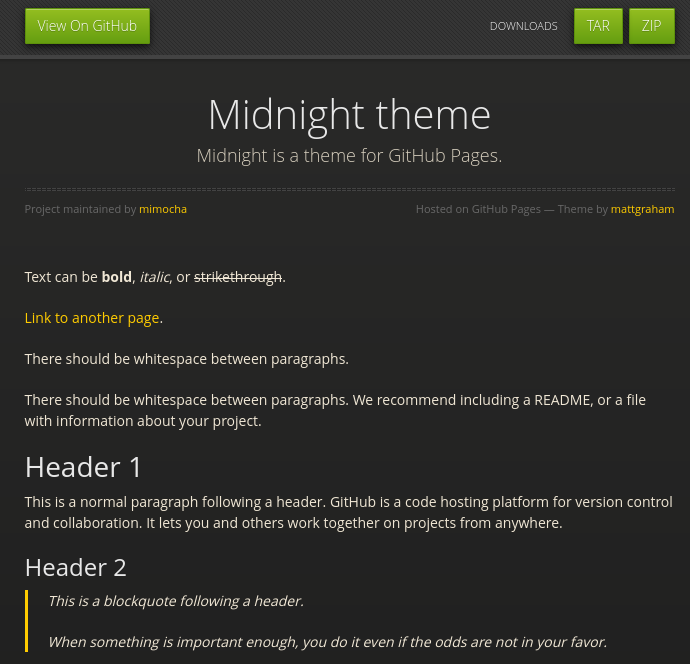 View On GitHub DOWNLOADS TAR ZIP
Midnight theme
Midnight is a theme for GitHub Pages.
Project maintained by mimocha Hosted on GitHub Pages — Theme by mattgraham
Text can be bold, italic, or strikethrough.
Link to another page.
There should be whitespace between paragraphs.
There should be whitespace between paragraphs. We recommend including a README, or a file
with information about your project.
Header 1
This is a normal paragraph following a header. GitHub is a code hosting platform for version control
and collaboration. It lets you and others work together on projects from anywhere.
Header 2
This is a blockquote following a header.
When something is important enough, you do it even if the odds are not in your favor.